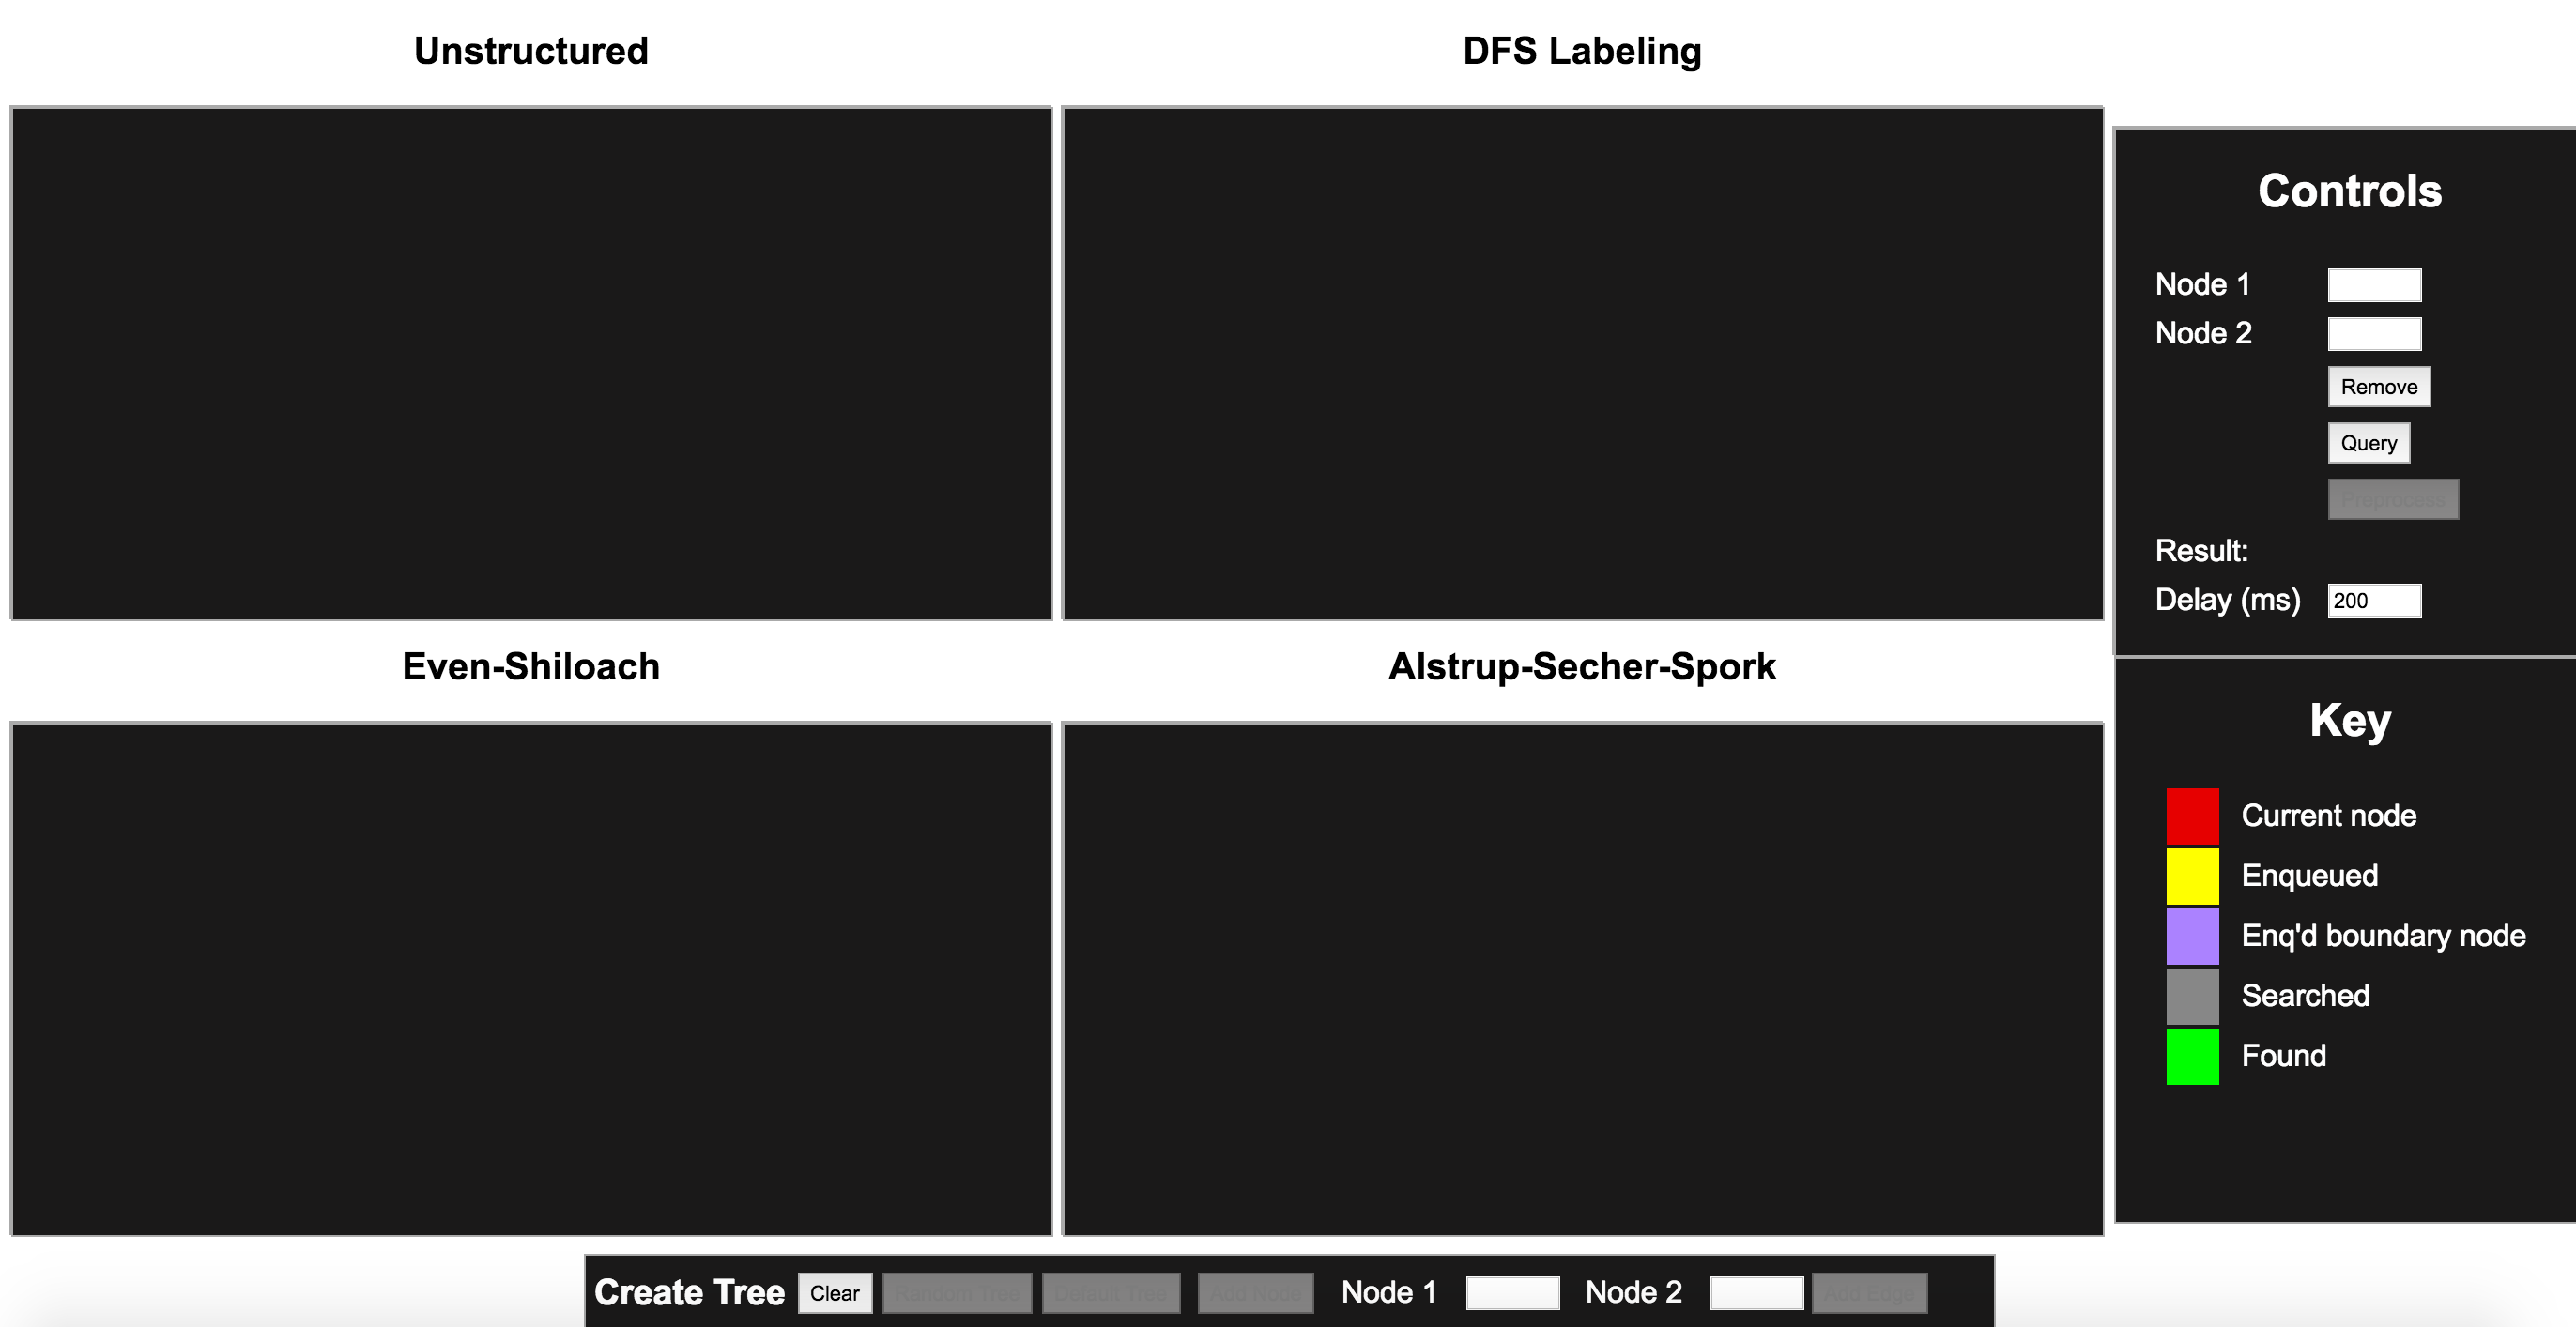 Unstructured
DFS Labeling
Controls
Node 1
Node 2
Remove
Query
Preprocess
Result:
Delay (ms) 200
Even-Shiloach
Alstrup-Secher-Spork
Key
Current node
Enqueued
Enq'd boundary node
Searched
Found
Create Tree Clear Random Tree Default Tree Add Node Node 1 Node 2 Add Edge